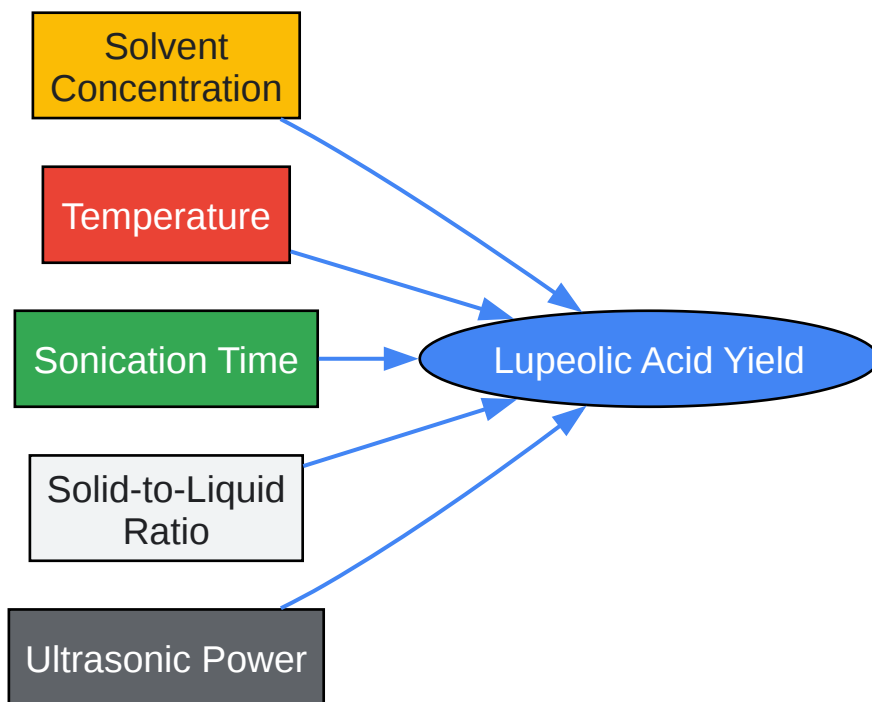 Solvent
Concentration
Temperature
Sonication Time
Lupeolic Acid Yield
Solid-to-Liquid
Ratio
Ultrasonic Power